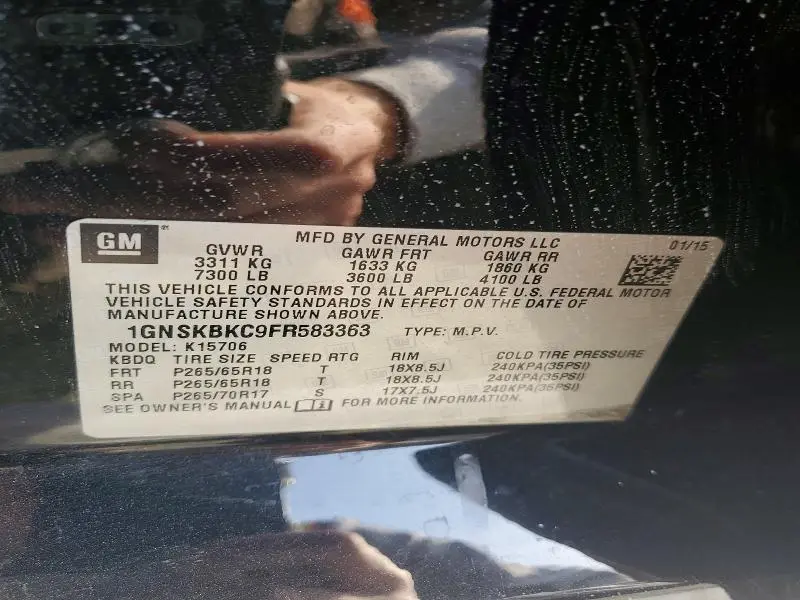 GM
MFD BY GENERAL MOTORS LLC 01/15
GVWR GAWR FRT GAWR RR
3311 KG 1633 KG 1860 KG
7300 LB 3600 LB 4100 LB
THIS VEHICLE CONFORMS TO ALL APPLICABLE U.S. FEDERAL MOTOR
VEHICLE SAFETY STANDARDS IN EFFECT ON THE DATE OF
MANUFACTURE SHOWN ABOVE.
1GNSKBKC9FR583363 TYPE: M.P.V.
MODEL: K15706
KBDQ TIRE SIZE SPEED RTG RIM COLD TIRE PRESSURE
FRT P265/65R18 T 18X8.5J 240KPA(35PSI)
RR P265/65R18 T 18X8.5J 240KPA(35PSI)
SPA P265/70R17 S 17X7.5J 240KPA(35PSI)
SEE OWNER'S MANUAL FOR MORE INFORMATION.